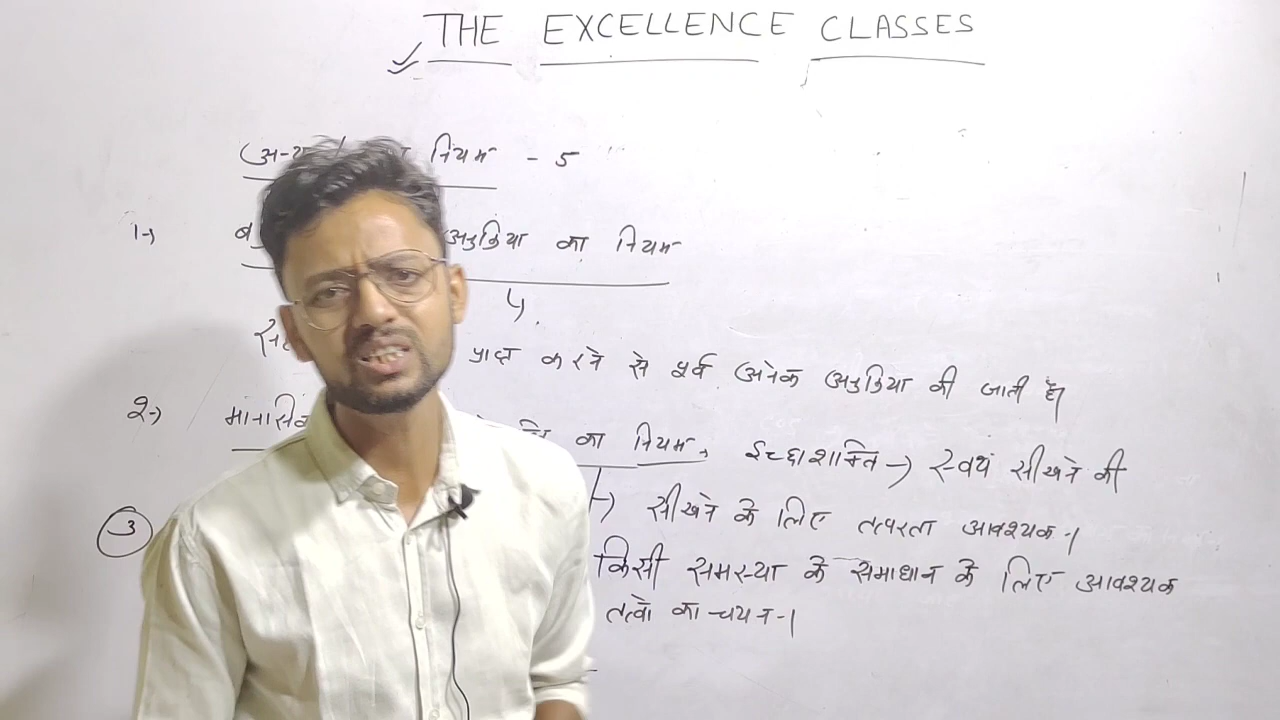 THE EXCELLENCE CLASSES
नियम - 5
1-) अनुक्रिया का नियम
प्राप्त करने से पूर्व अनेक अनुक्रिया की जाती है।
2-) का नियम इच्छाशक्ति -) स्वयं सीखने की
-) सीखने के लिए तत्परता आवश्यक -।
3 किसी समस्या के समाधान के लिए आवश्यक
तत्वो का चयन -।